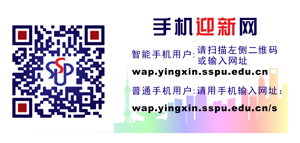 手机迎新网
智能手机用户:请扫描左侧二维码
或输入网址
wap.yingxin.sspu.edu.cn
普通手机用户:请用手机输入网址:
wap.yingxin.sspu.edu.cn/s
SSPU